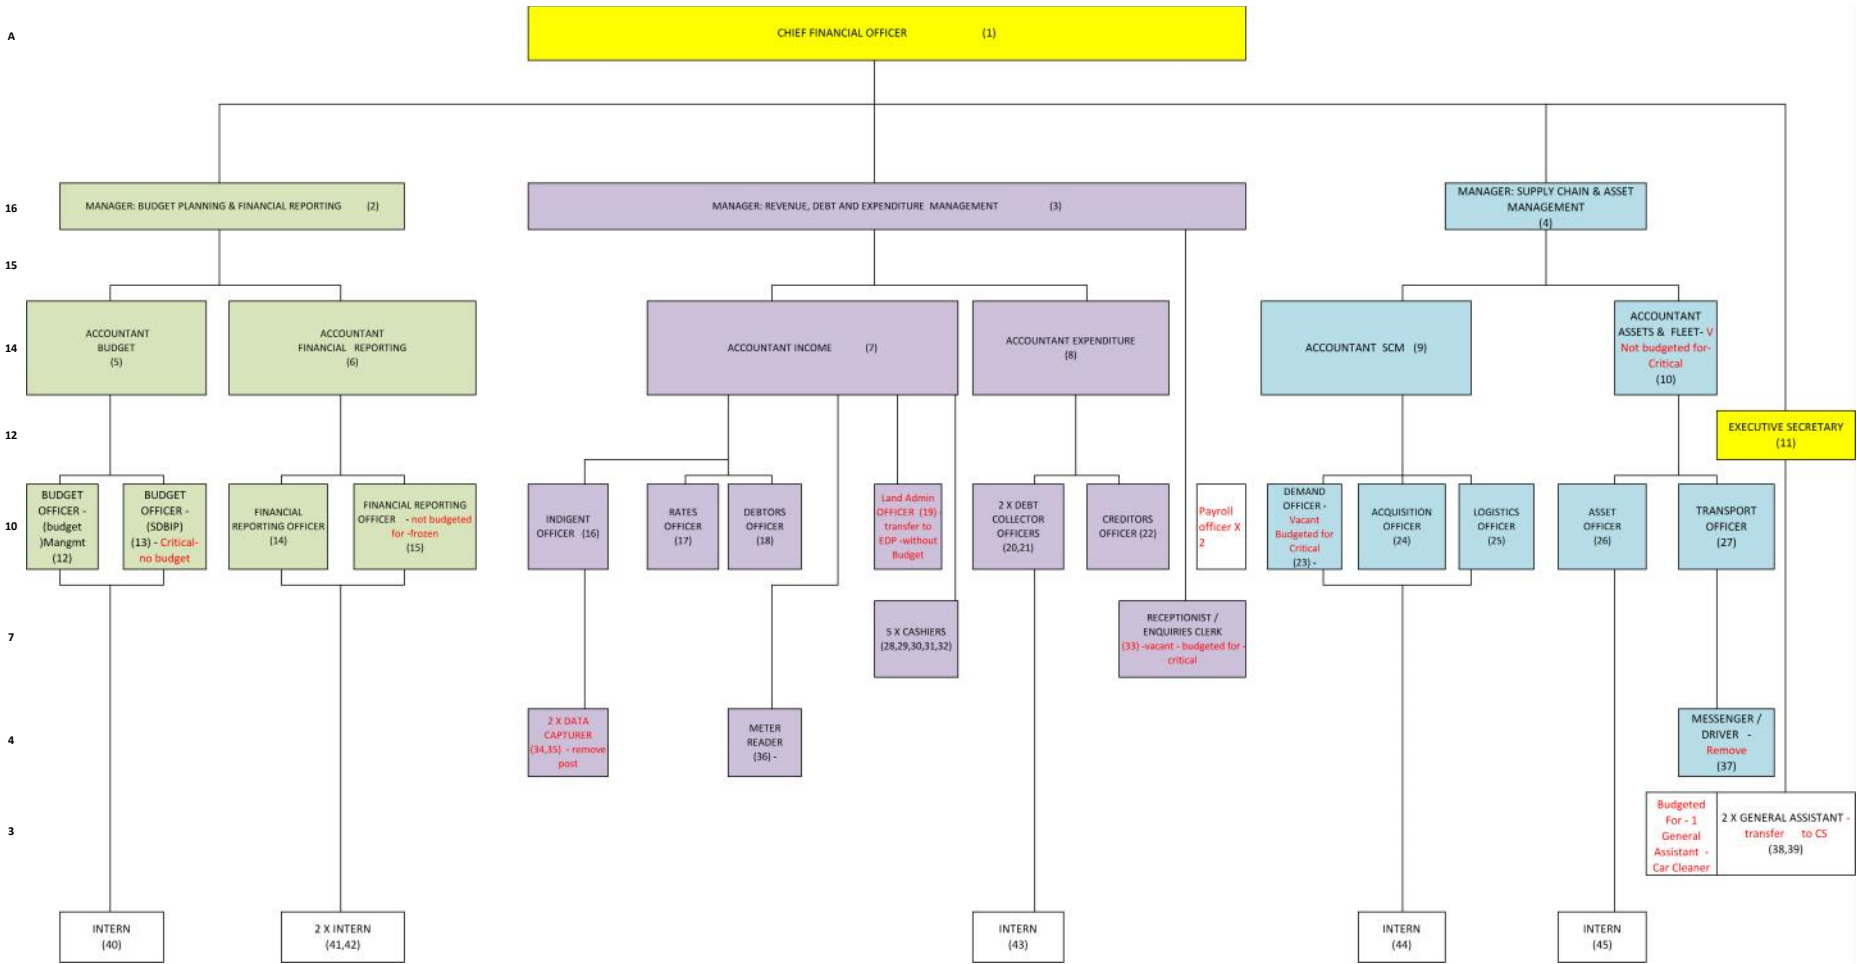 A
CHIEF FINANCIAL OFFICER (1)
16
MANAGER: BUDGET PLANNING & FINANCIAL REPORTING (2)
MANAGER: REVENUE, DEBT AND EXPENDITURE MANAGEMENT (3)
MANAGER: SUPPLY CHAIN & ASSET
MANAGEMENT
(4)
15
14
ACCOUNTANT
BUDGET
(5)
ACCOUNTANT
FINANCIAL REPORTING
(6)
ACCOUNTANT INCOME (7)
ACCOUNTANT EXPENDITURE
(8)
ACCOUNTANT SCM (9)
ACCOUNTANT
ASSETS & FLEET- V
Not budgeted for-
Critical
(10)
12
EXECUTIVE SECRETARY
(11)
10
BUDGET
OFFICER -
(budget
)Mangmt
(12)
BUDGET
OFFICER -
(SDBIP)
(13) - Critical-
no budget
FINANCIAL
REPORTING OFFICER
(14)
FINANCIAL REPORTING
OFFICER - not budgeted
for -frozen
(15)
INDIGENT
OFFICER (16)
RATES
OFFICER
(17)
DEBTORS
OFFICER
(18)
Land Admin
OFFICER (19) -
transfer to
EDP -without
Budget
2 X DEBT
COLLECTOR
OFFICERS
(20,21)
CREDITORS
OFFICER (22)
Payroll
officer X
2
DEMAND
OFFICER -
Vacant
Budgeted for
Critical
(23) -
ACQUISITION
OFFICER
(24)
LOGISTICS
OFFICER
(25)
ASSET
OFFICER
(26)
TRANSPORT
OFFICER
(27)
7
5 X CASHIERS
(28,29,30,31,32)
RECEPTIONIST /
ENQUIRIES CLERK
(33) -vacant - budgeted for -
critical
4
2 X DATA
CAPTURER
(34,35) - remove
post
METER
READER
(36) -
MESSENGER /
DRIVER -
Remove
(37)
3
Budgeted
For - 1
General
Assistant -
Car Cleaner
2 X GENERAL ASSISTANT -
transfer to CS
(38,39)
INTERN
(40)
2 X INTERN
(41,42)
INTERN
(43)
INTERN
(44)
INTERN
(45)